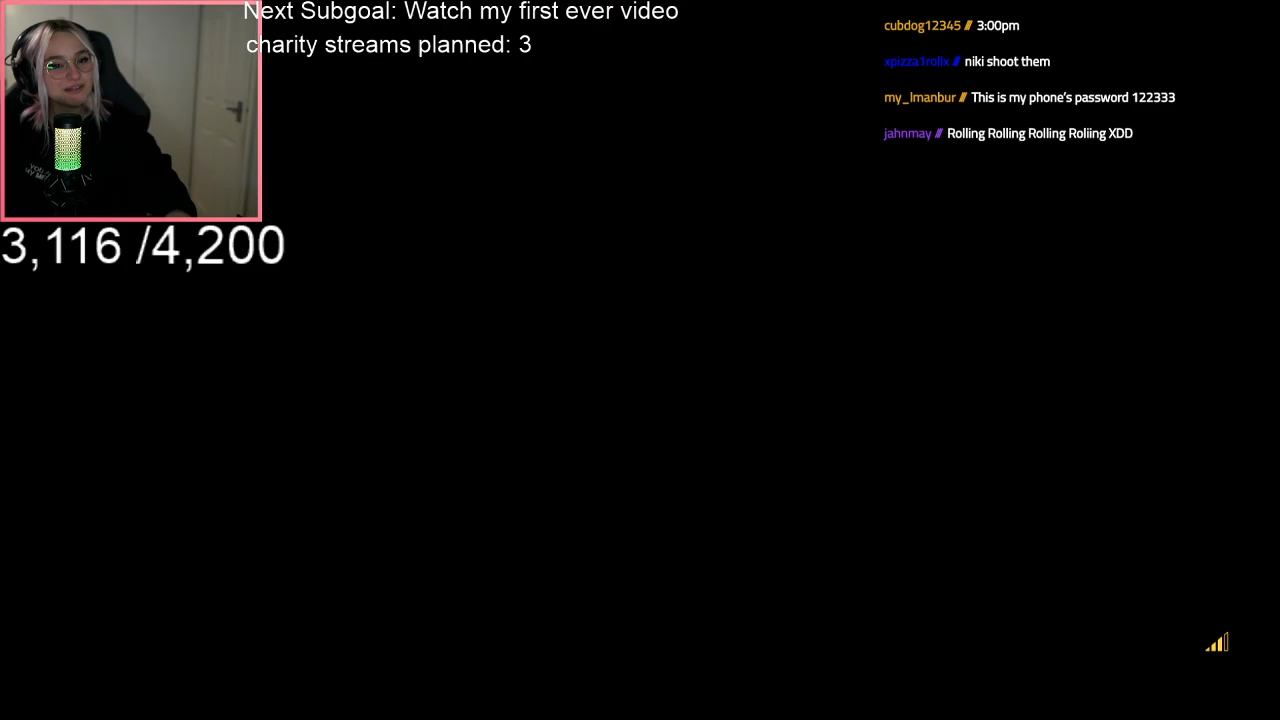 Next Subgoal: Watch my first ever video
charity streams planned: 3
3,116 /4,200
cubdog12345 /// 3:00pm
xpizza1rollx /// niki shoot them
my_lmanbur /// This is my phone's password 122333
jahnmay /// Rolling Rolling Rolling Roliing XDD